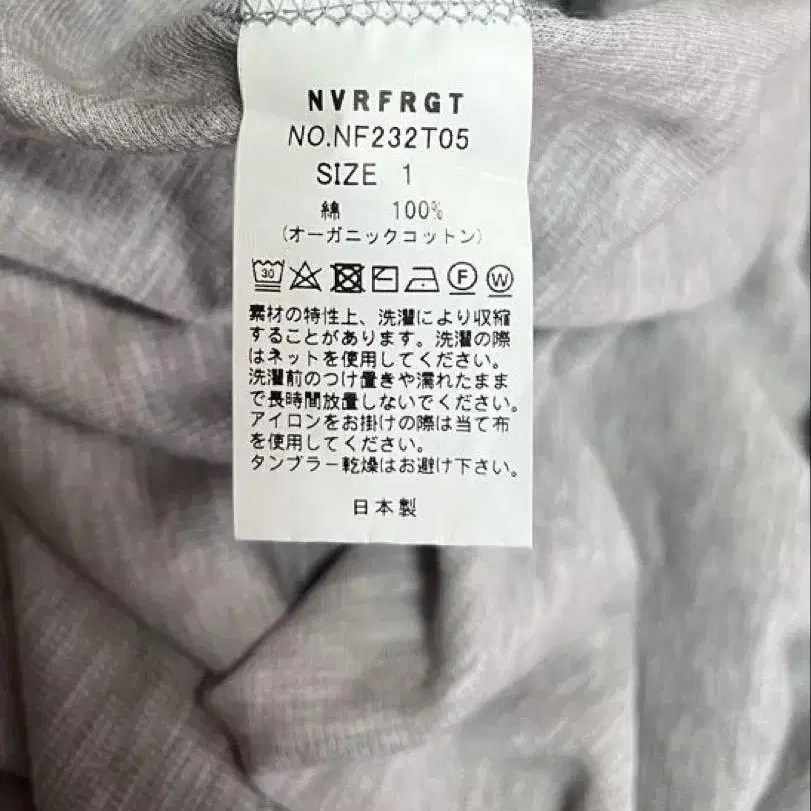 NVRFRGT
NO.NF232T05
SIZE 1
綿 100%
(オーガニックコットン)
30 F W
素材の特性上、洗濯により収縮
することがあります。洗濯の際
はネットを使用してください。
洗濯前のつけ置きや濡れたまま
で長時間放置しないでください。
アイロンをお掛けの際は当て布
を使用してください。
タンブラー乾燥はお避け下さい。
日本製